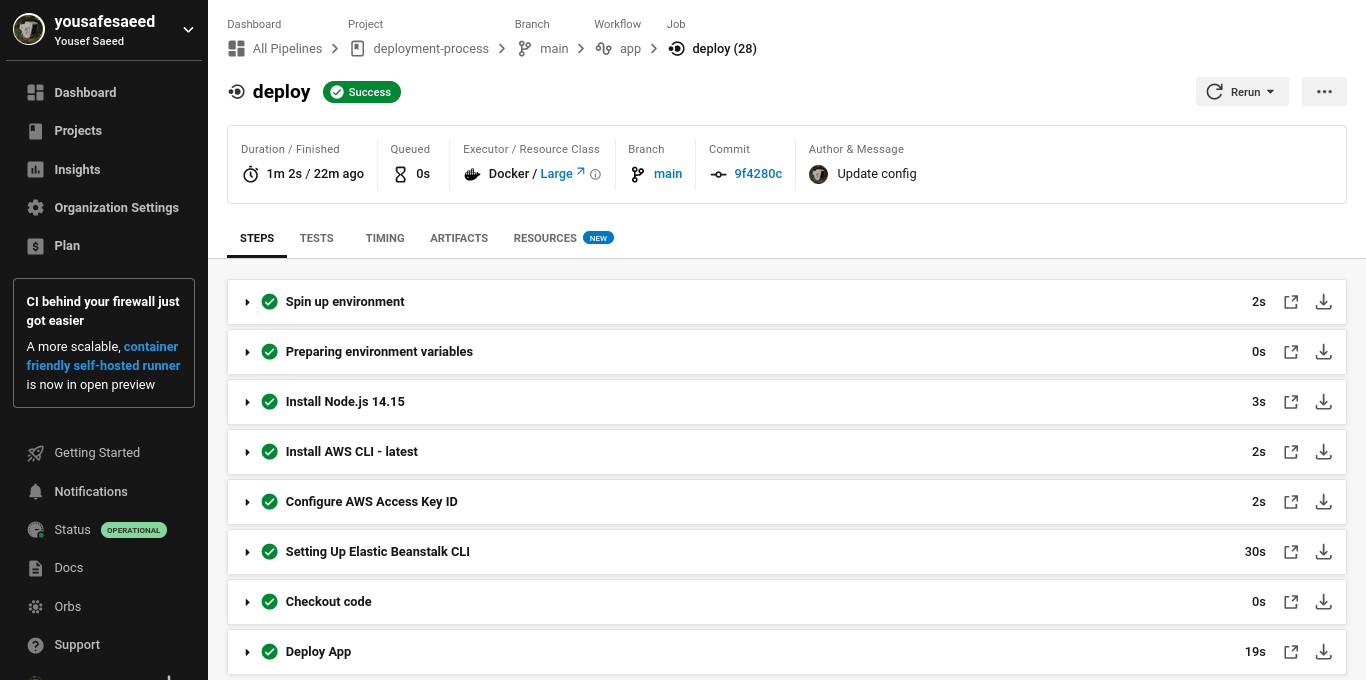 yousafesaeed
Yousef Saeed
Dashboard
Projects
Insights
Organization Settings
Plan
CI behind your firewall just
got easier
A more scalable, container
friendly self-hosted runner
is now in open preview
Getting Started
Notifications
Status OPERATIONAL
Docs
Orbs
Support
Dashboard Project Branch Workflow Job
All Pipelines deployment-process main app deploy (28)
deploy Success Rerun
Duration / Finished Queued Executor / Resource Class Branch Commit Author & Message
1m 2s / 22m ago 0s Docker / Large main 9f4280c Update config
STEPS TESTS TIMING ARTIFACTS RESOURCES NEW
Spin up environment 2s
Preparing environment variables 0s
Install Node.js 14.15 3s
Install AWS CLI - latest 2s
Configure AWS Access Key ID 2s
Setting Up Elastic Beanstalk CLI 30s
Checkout code 0s
Deploy App 19s